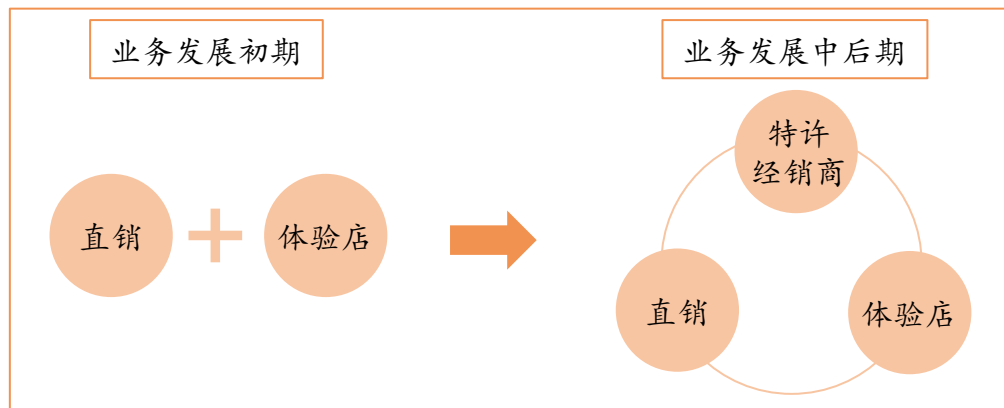 业务发展初期
业务发展中后期
直销
体验店
特许
经销商
直销
体验店